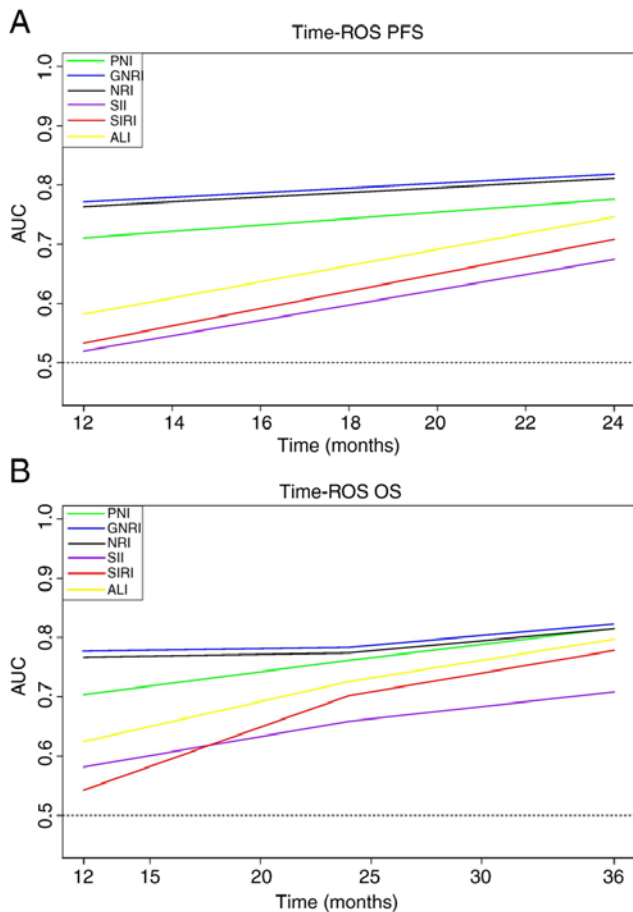 A
Time-ROS PFS
PNI
GNRI
NRI
SII
SIRI
ALI
1.0
0.9
0.8
0.7
0.6
0.5
AUC
12 14 16 18 20 22 24
Time (months)
B
Time-ROS OS
PNI
GNRI
NRI
SII
SIRI
ALI
1.0
0.9
0.8
0.7
0.6
0.5
AUC
12 15 20 25 30 36
Time (months)